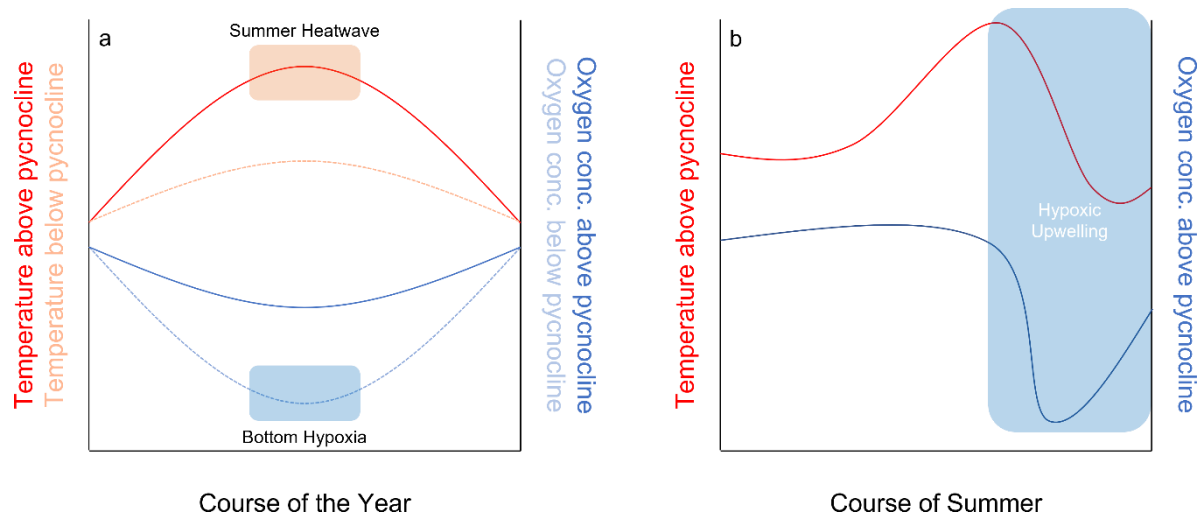 a
Summer Heatwave
Temperature above pycnocline
Temperature below pycnocline
Oxygen conc. above pycnocline
Oxygen conc. below pycnocline
Bottom Hypoxia
Course of the Year
b
Temperature above pycnocline
Hypoxic
Upwelling
Oxygen conc. above pycnocline
Course of Summer